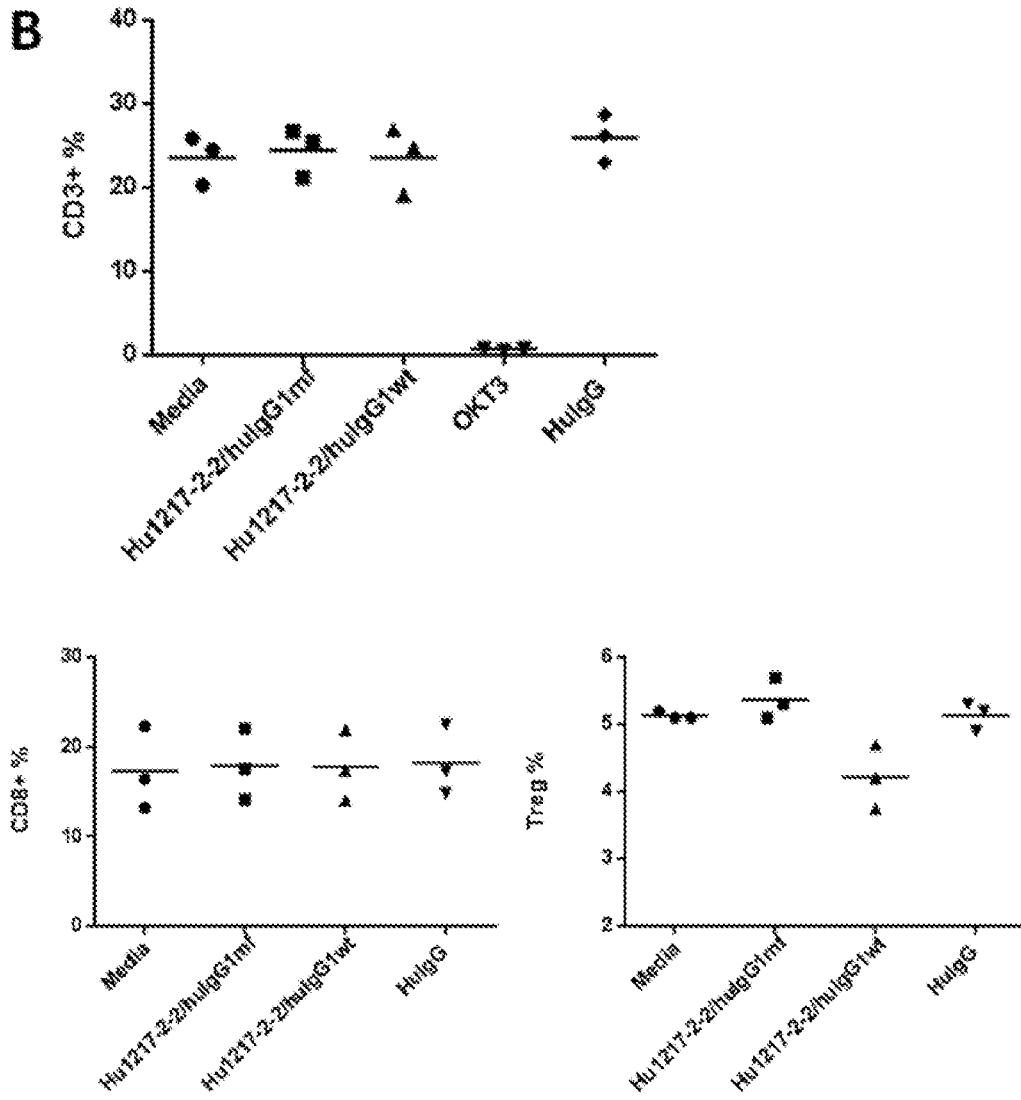 B
CD3+ %
40
30
20
10
0
Media
Hu1217-2-2/huIgG1mf
Hu1217-2-2/huIgG1wt
OKT3
HuIgG
CD8+ %
30
20
10
0
Media
Hu1217-2-2/huIgG1mf
Hu1217-2-2/huIgG1wt
HuIgG
Treg %
6
5
4
3
2
Media
Hu1217-2-2/huIgG1mf
Hu1217-2-2/huIgG1wt
HuIgG